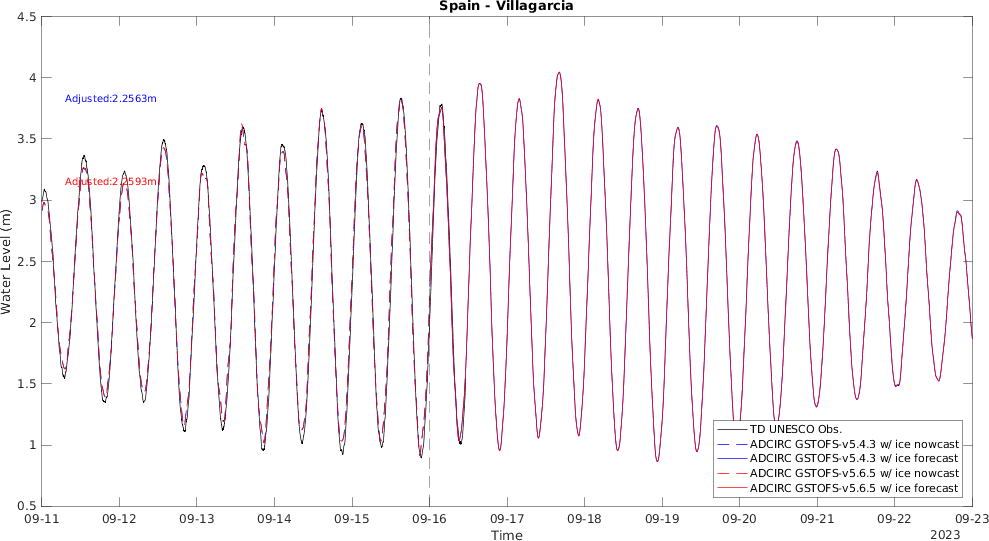 Spain - Villagarcia
4.5
4
3.5
3
2.5
2
1.5
1
0.5
Water Level (m)
Adjusted:2.2563m
Adjusted:2.2593m
TD UNESCO Obs.
ADCIRC GSTOFS-v5.4.3 w/ ice nowcast
ADCIRC GSTOFS-v5.4.3 w/ ice forecast
ADCIRC GSTOFS-v5.6.5 w/ ice nowcast
ADCIRC GSTOFS-v5.6.5 w/ ice forecast
09-11 09-12 09-13 09-14 09-15 09-16 09-17 09-18 09-19 09-20 09-21 09-22 09-23
Time
2023